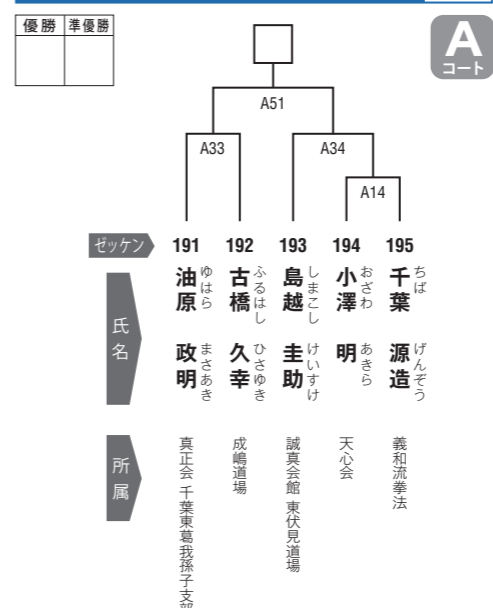 優勝 準優勝
A
コート
A51
A33 A34
A14
ゼッケン 191 192 193 194 195
氏名
油原 政明 ゆはら まさあき
古橋 久幸 ふるはし ひさゆき
島越 圭助 しまこし けいすけ
小澤 明 おざわ あきら
千葉 源造 ちば げんぞう
所属
真正会 千葉東葛我孫子支部
成嶋道場
誠真会館 東伏見道場
天心会
義和流拳法